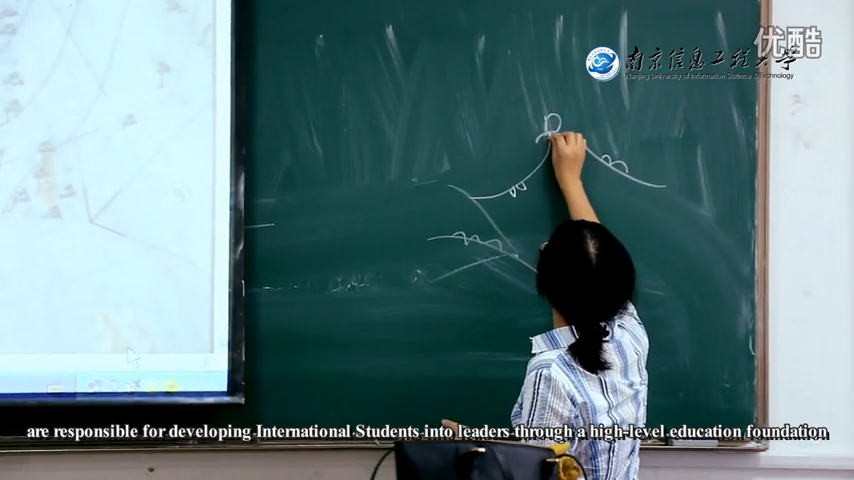 优酷
南京信息工程大学
Nanjing University of Information Science & Technology
are responsible for developing International Students into leaders through a high-level education foundation